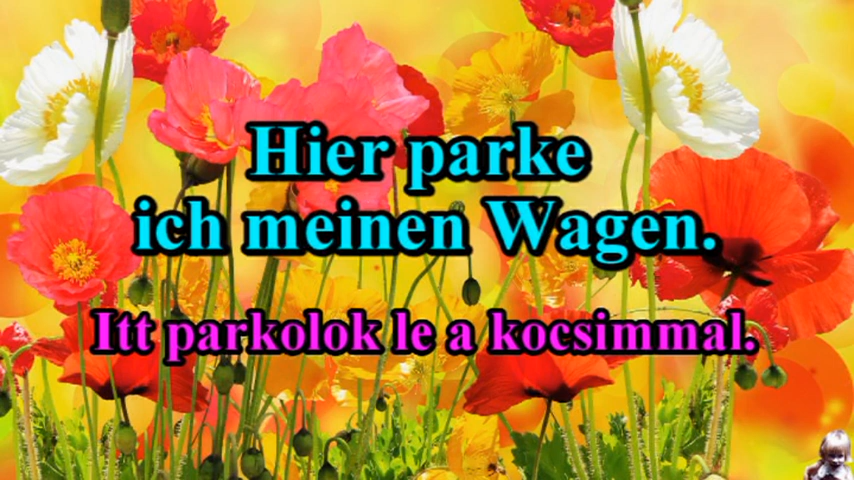 Hier parke
ich meinen Wagen.
Itt parkolok le a kocsimmal.